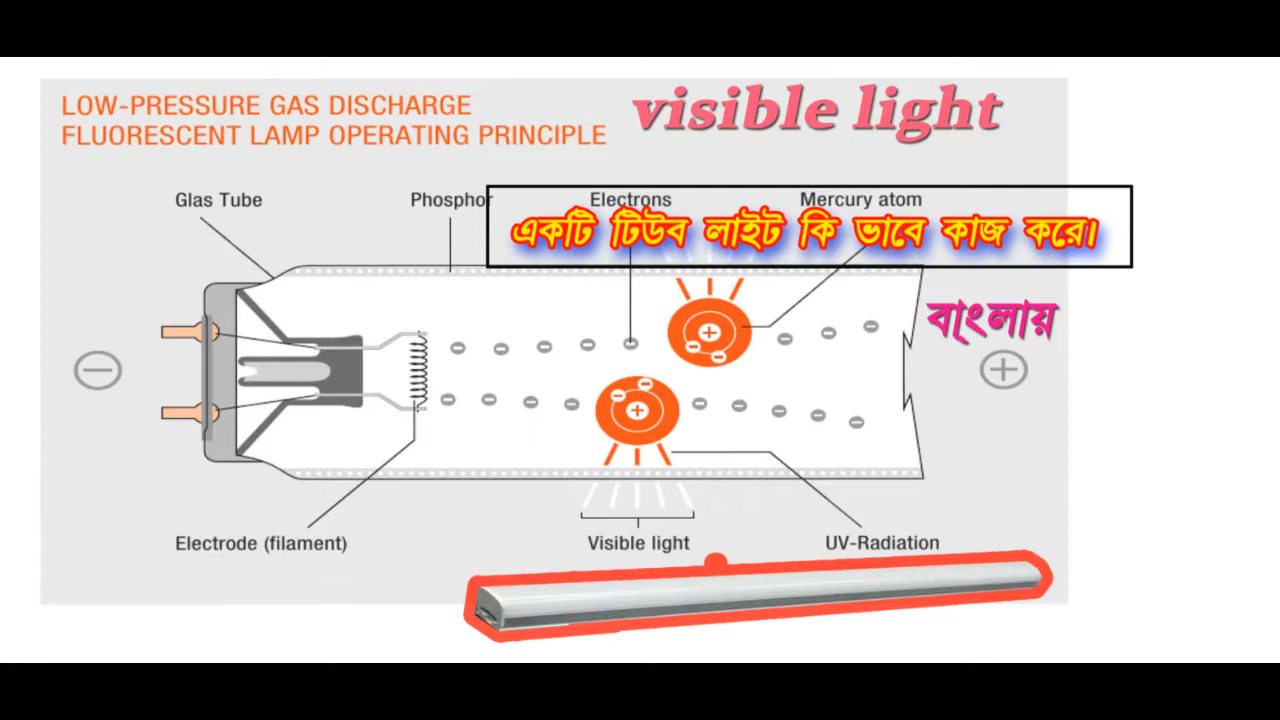 LOW-PRESSURE GAS DISCHARGE
FLUORESCENT LAMP OPERATING PRINCIPLE
visible light
Glas Tube
Phosphor
Electrons
Mercury atom
একটি টিউব লাইট কি ভাবে কাজ করে।
বাংলায়
Electrode (filament)
Visible light
UV-Radiation